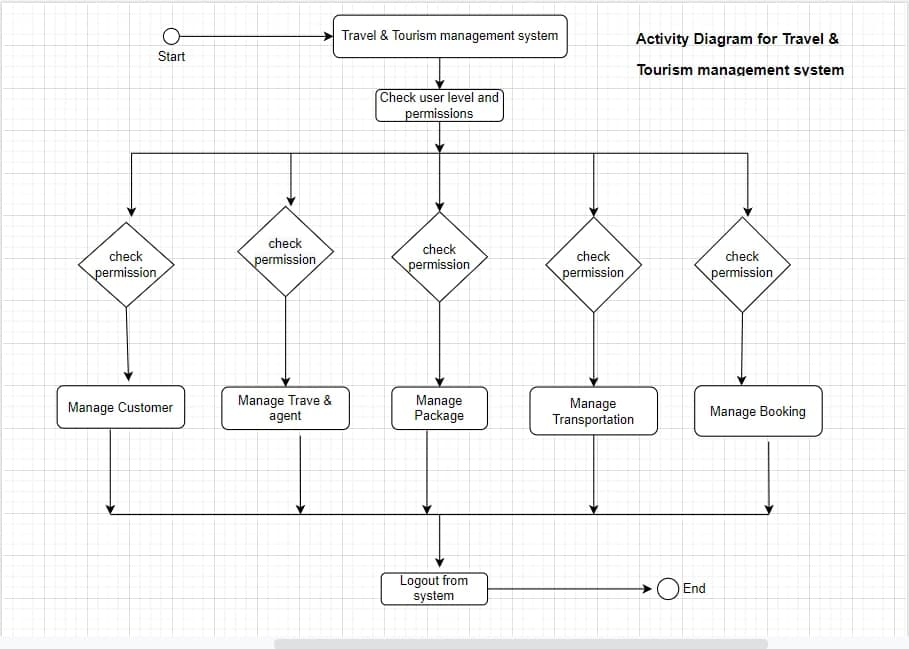 Travel & Tourism management system
Activity Diagram for Travel &
Tourism management system
Start
Check user level and
permissions
check
permission
check
permission
check
permission
check
permission
check
permission
Manage Customer
Manage Trave &
agent
Manage
Package
Manage
Transportation
Manage Booking
Logout from
system
End